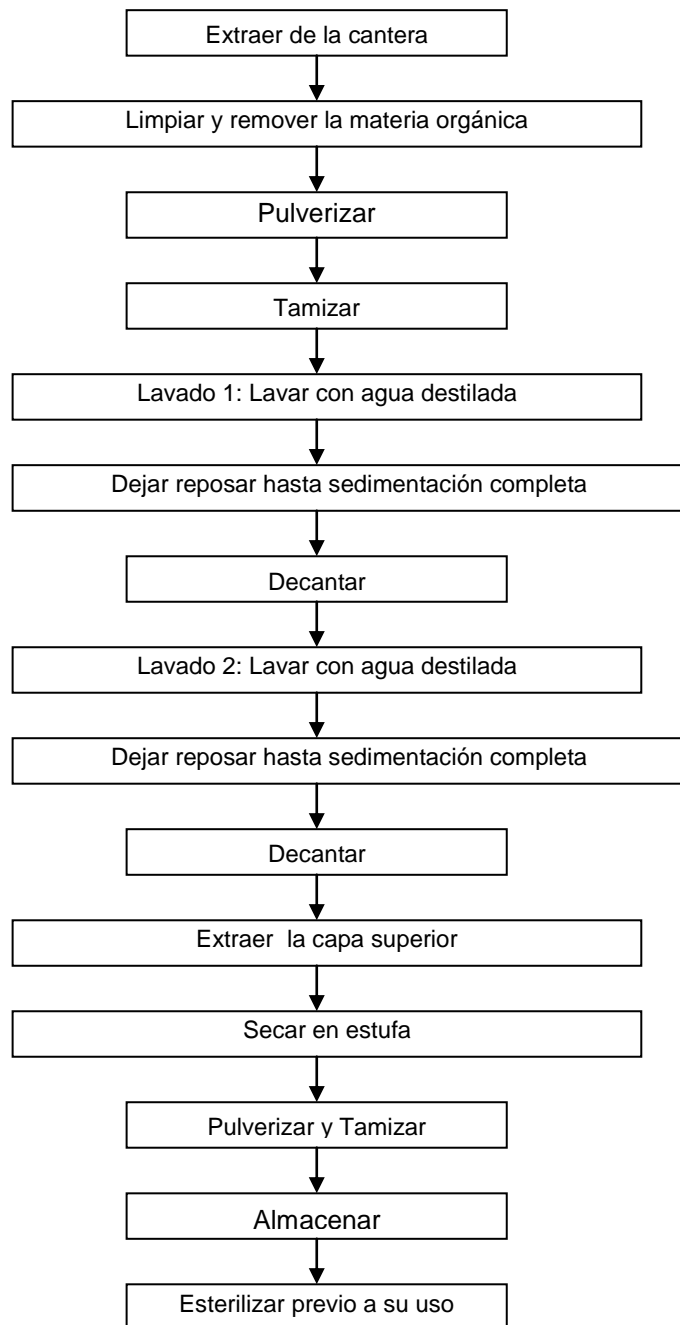 Extraer de la cantera
Limpiar y remover la materia orgánica
Pulverizar
Tamizar
Lavado 1: Lavar con agua destilada
Dejar reposar hasta sedimentación completa
Decantar
Lavado 2: Lavar con agua destilada
Dejar reposar hasta sedimentación completa
Decantar
Extraer  la capa superior
Secar en estufa
Pulverizar y Tamizar
Almacenar
Esterilizar previo a su uso